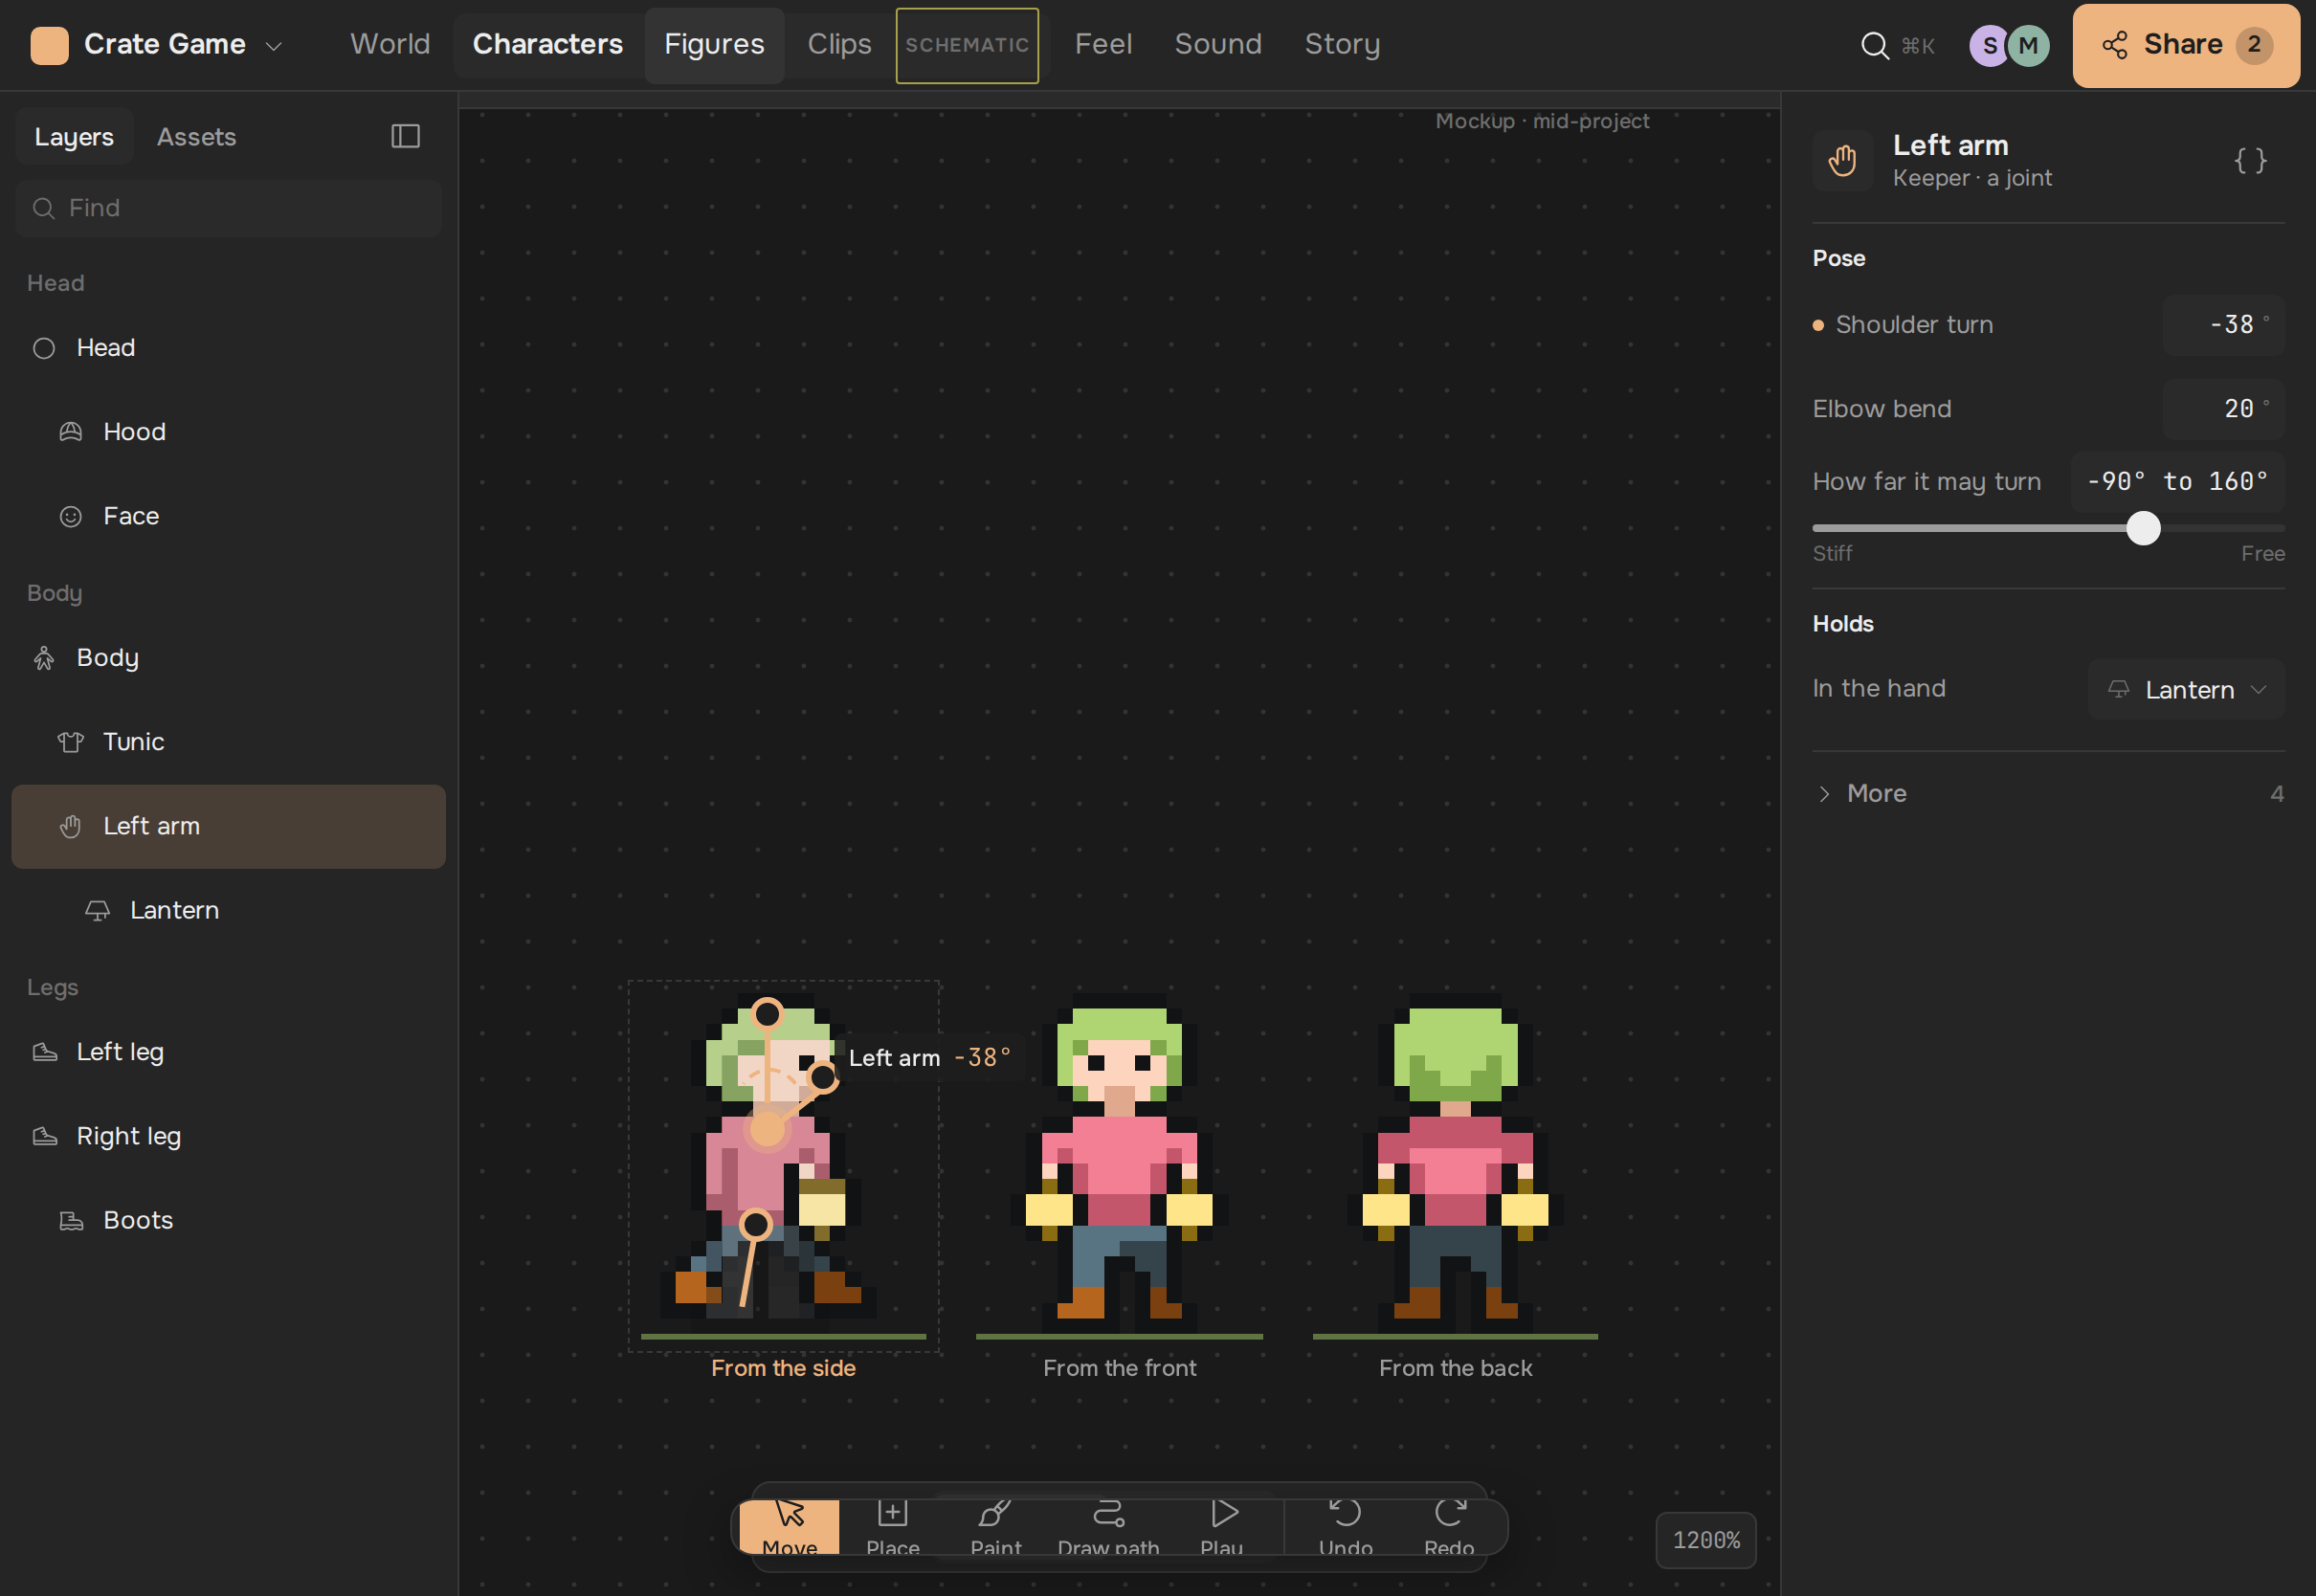 Crate Game World Characters Figures Clips SCHEMATIC Feel Sound Story ⌘K S M Share 2
Layers Assets
Find
Head
Head
Hood
Face
Body
Body
Tunic
Left arm
Lantern
Legs
Left leg
Right leg
Boots
Mockup · mid-project
Left arm -38°
From the side From the front From the back
Move Place Paint Draw path Play Undo Redo
1200%
Left arm
Keeper · a joint
{ }
Pose
Shoulder turn -38 °
Elbow bend 20 °
How far it may turn -90° to 160°
Stiff Free
Holds
In the hand Lantern
More 4